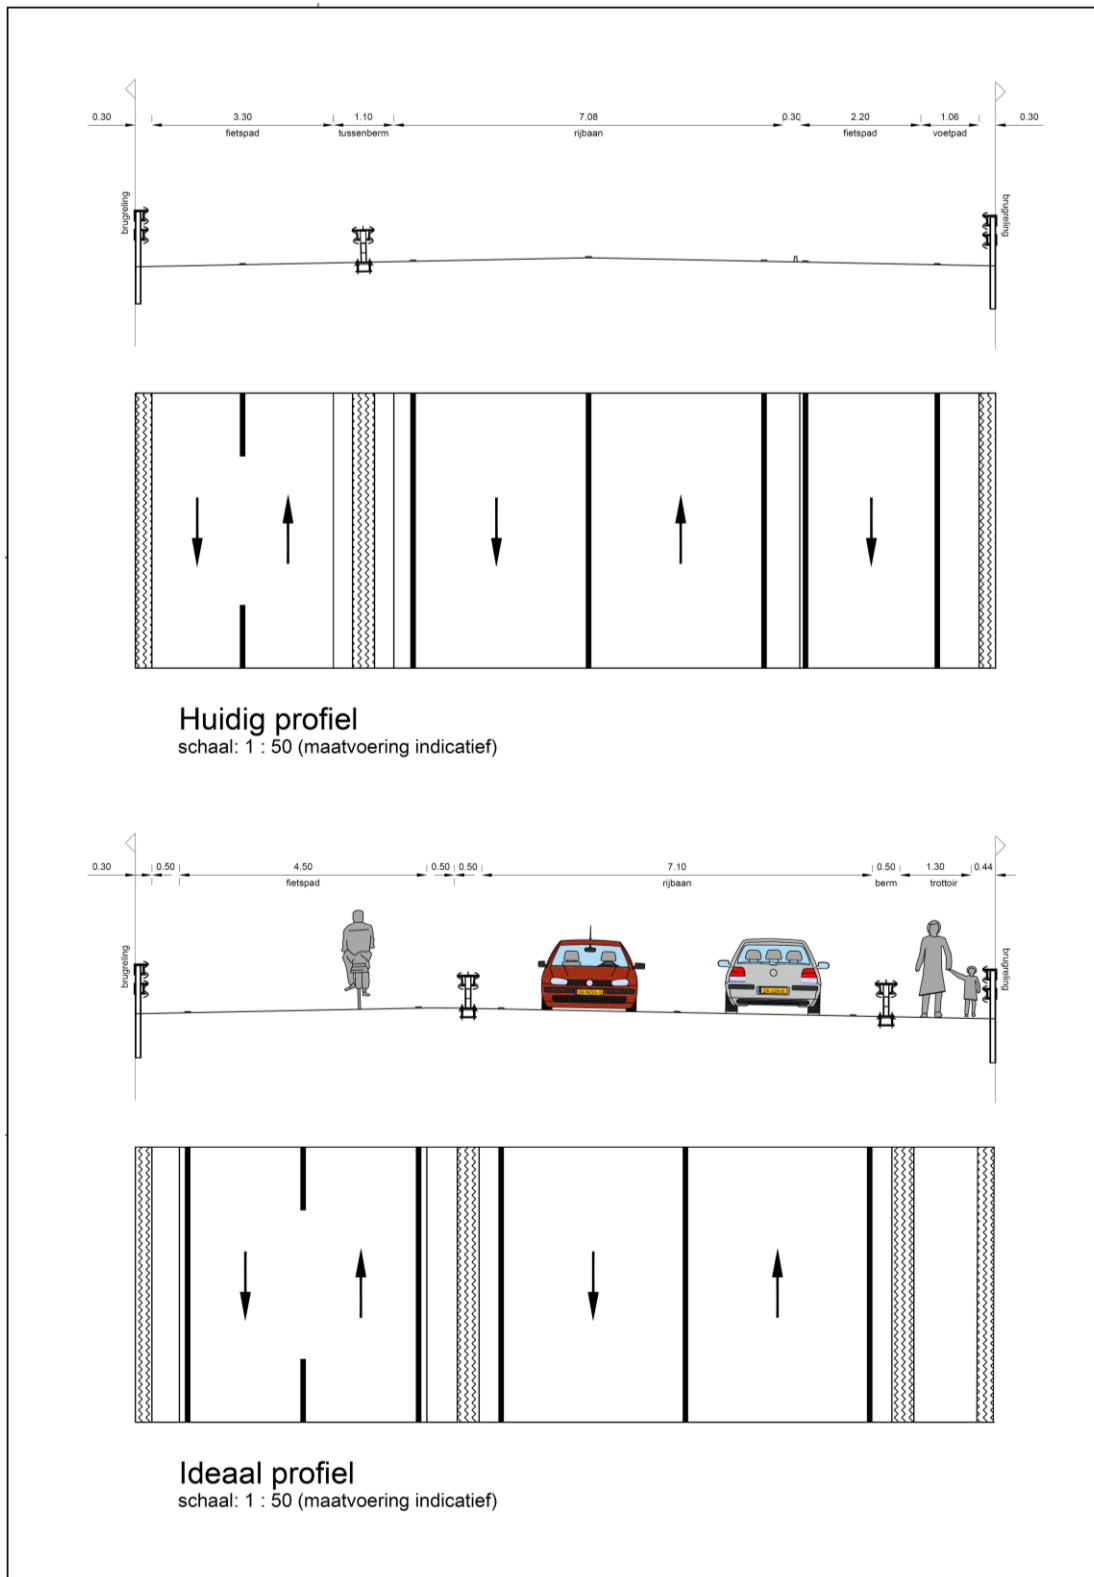 0.30 3.30 1.10 7.08 0.30 2.20 1.06 0.30
fietspad tussenberm rijbaan fietspad voetpad
brugreling brugreling
Huidig profiel
schaal: 1 : 50 (maatvoering indicatief)
0.30 0.50 4.50 0.50 0.50 7.10 0.50 1.30 0.44
fietspad rijbaan berm trottoir
brugreling brugreling
Ideaal profiel
schaal: 1 : 50 (maatvoering indicatief)